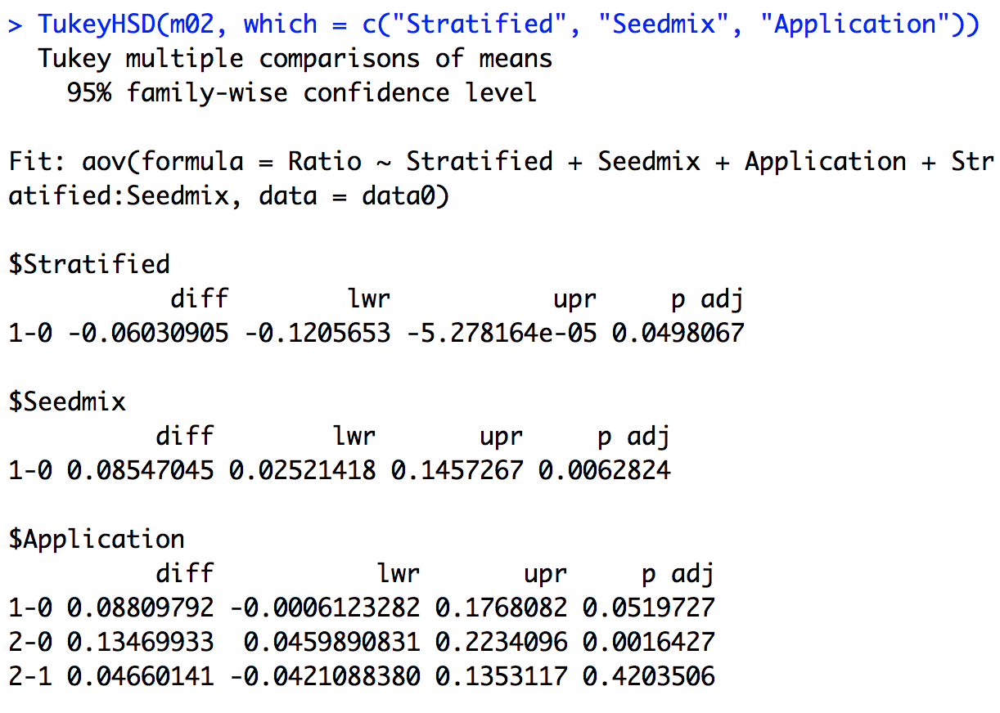 > TukeyHSD(m02, which = c("Stratified", "Seedmix", "Application"))
  Tukey multiple comparisons of means
    95% family-wise confidence level

Fit: aov(formula = Ratio ~ Stratified + Seedmix + Application + Str
atified:Seedmix, data = data0)

$Stratified
           diff        lwr           upr     p adj
1-0 -0.06030905 -0.1205653 -5.278164e-05 0.0498067

$Seedmix
          diff        lwr       upr     p adj
1-0 0.08547045 0.02521418 0.1457267 0.0062824

$Application
          diff           lwr       upr     p adj
1-0 0.08809792 -0.0006123282 0.1768082 0.0519727
2-0 0.13469933  0.0459890831 0.2234096 0.0016427
2-1 0.04660141 -0.0421088380 0.1353117 0.4203506